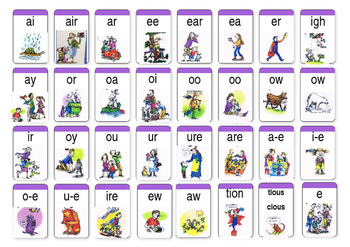 ai air ar ee ear ea er igh
ay or oa oi oo oo ow ow
ir oy ou ur ure are a-e i-e
o-e u-e ire ew aw tion tious e
cious